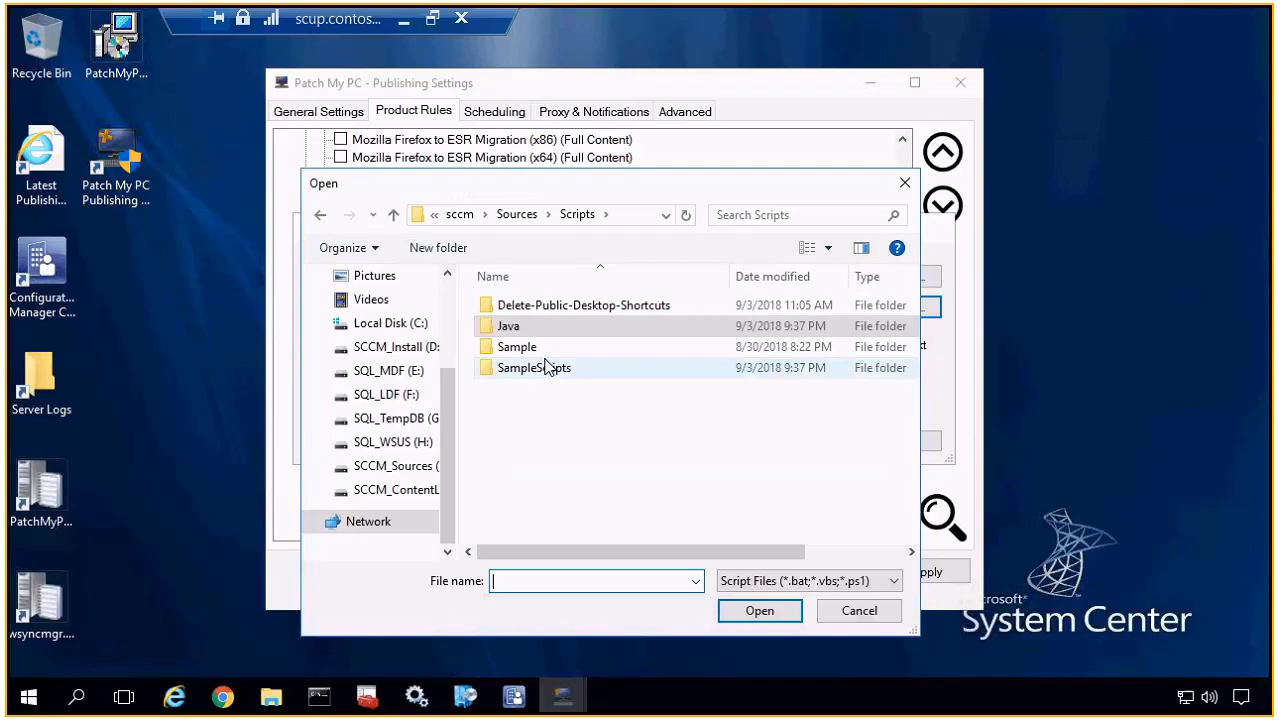 scup.contos...
Recycle Bin
PatchMyP...
Latest
Publishi...
Patch My PC
Publishing ...
Configurat...
Manager C...
Server Logs
PatchMyP...
wsyncmgr....
Patch My PC - Publishing Settings
General Settings
Product Rules
Scheduling
Proxy & Notifications
Advanced
Mozilla Firefox to ESR Migration (x86) (Full Content)
Mozilla Firefox to ESR Migration (x64) (Full Content)
Open
« sccm > Sources > Scripts >
Search Scripts
Organize
New folder
Pictures
Videos
Local Disk (C:)
SCCM_Install (D:
SQL_MDF (E:)
SQL_LDF (F:)
SQL_TempDB (G
SQL_WSUS (H:)
SCCM_Sources (
SCCM_ContentL
Network
Name Date modified Type
Delete-Public-Desktop-Shortcuts 9/3/2018 11:05 AM File folder
Java 9/3/2018 9:37 PM File folder
Sample 8/30/2018 8:22 PM File folder
SampleScripts 9/3/2018 9:37 PM File folder
File name:
Script Files (*.bat;*.vbs;*.ps1)
Open
Cancel
pply
crosoft®
System Center